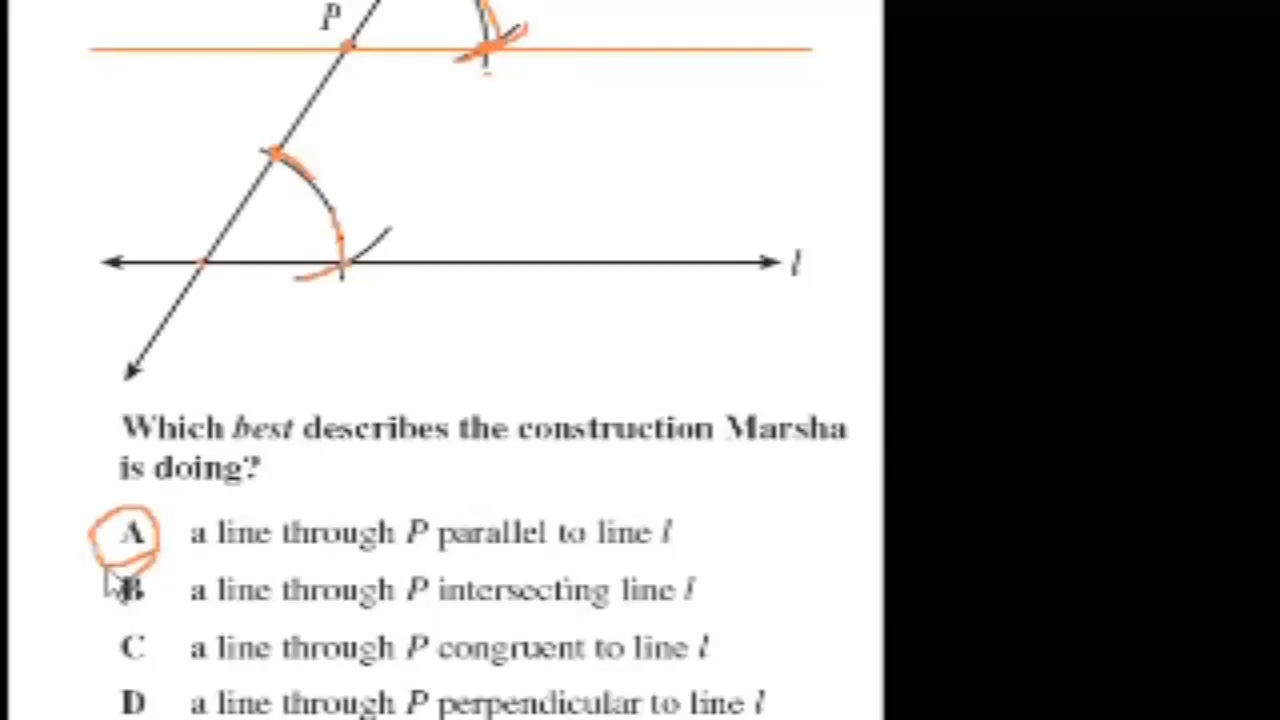 P
l
Which best describes the construction Marsha
is doing?
A a line through P parallel to line l
B a line through P intersecting line l
C a line through P congruent to line l
D a line through P perpendicular to line l